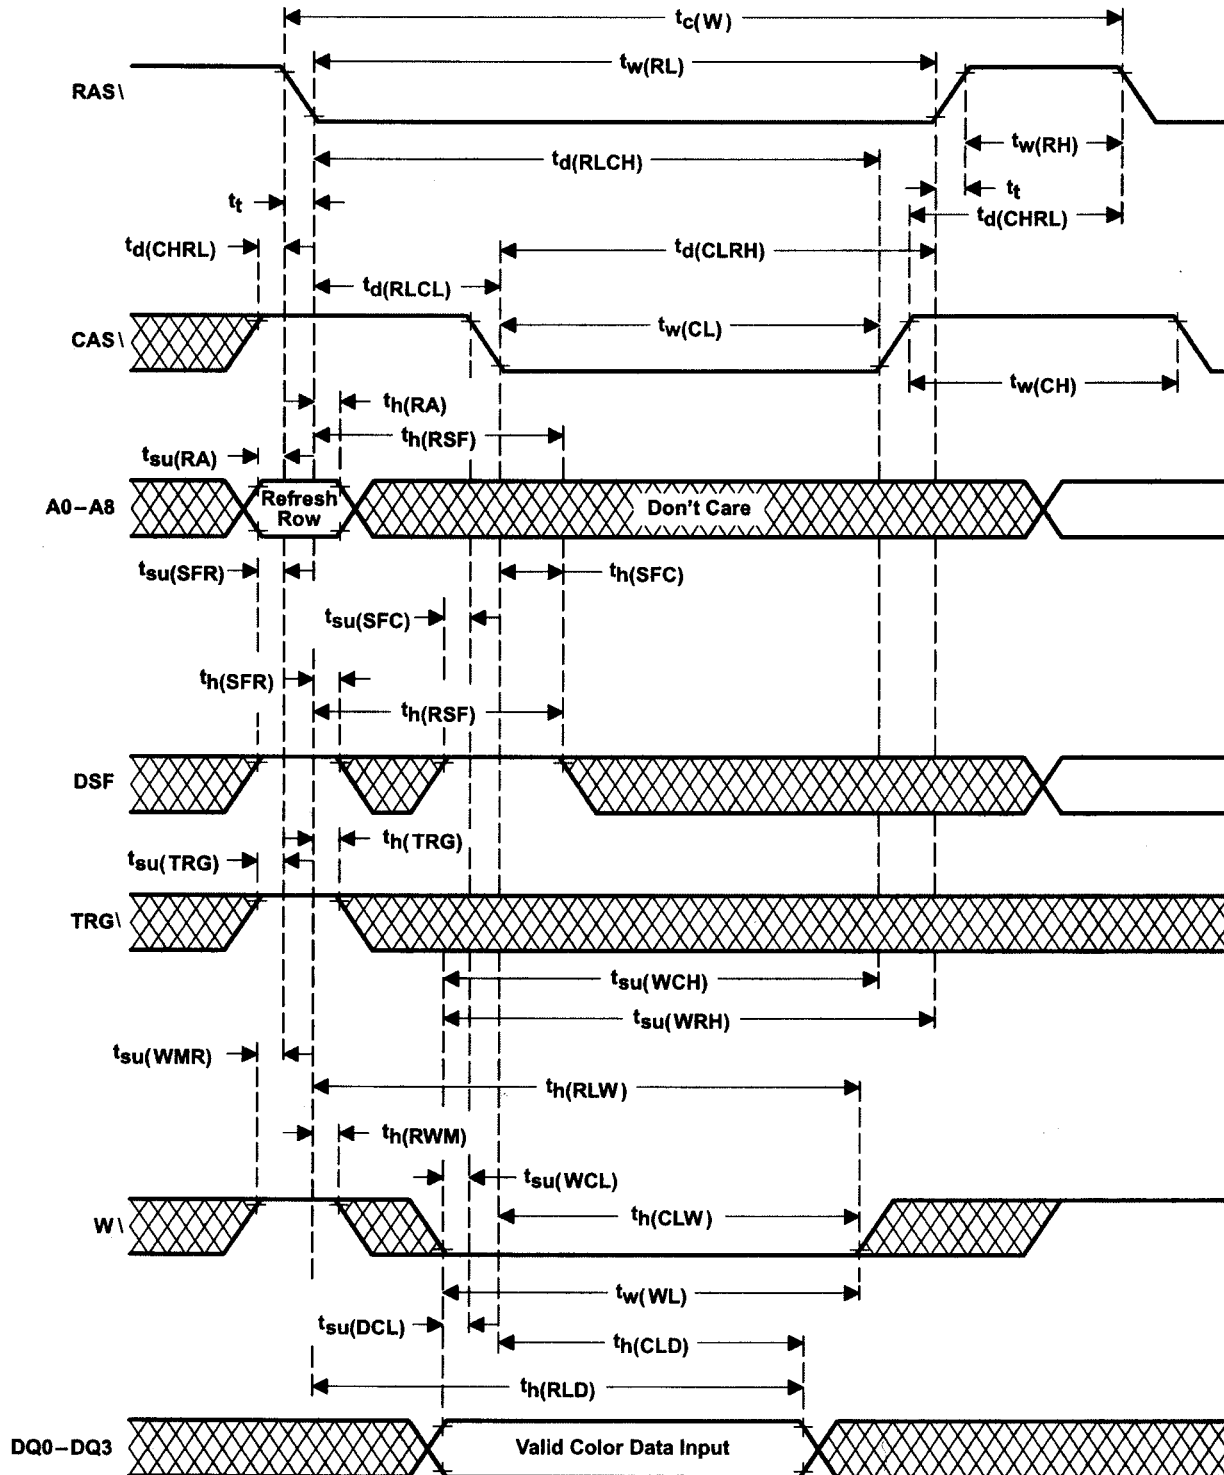 tc(W)
tw(RL)
RAS\
tw(RH)
td(RLCH)
tt
tt
td(CHRL)
td(CHRL)
td(CLRH)
td(RLCL)
tw(CL)
CAS\
tw(CH)
th(RA)
th(RSF)
tsu(RA)
A0–A8
Refresh
Row
Don't Care
tsu(SFR)
th(SFC)
tsu(SFC)
th(SFR)
th(RSF)
DSF
th(TRG)
tsu(TRG)
TRG\
tsu(WCH)
tsu(WRH)
tsu(WMR)
th(RLW)
th(RWM)
tsu(WCL)
th(CLW)
W\
tw(WL)
tsu(DCL)
th(CLD)
th(RLD)
DQ0–DQ3
Valid Color Data Input